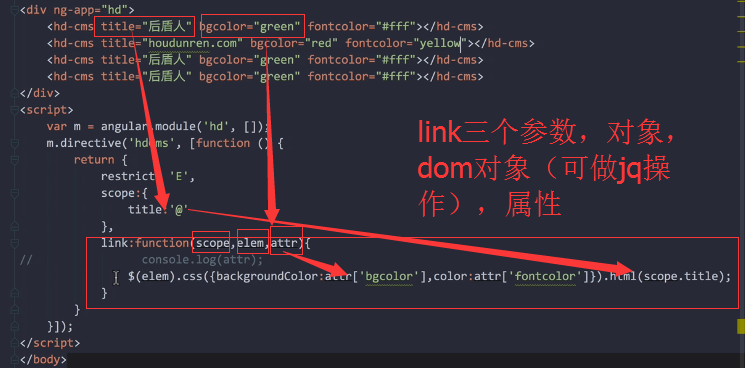 <div ng-app="hd">
<hd-cms title="后盾人" bgcolor="green" fontcolor="#fff"></hd-cms>
<hd-cms title="houdunren.com" bgcolor="red" fontcolor="yellow"></hd-cms>
<hd-cms title="后盾人" bgcolor="green" fontcolor="#fff"></hd-cms>
<hd-cms title="后盾人" bgcolor="green" fontcolor="#fff"></hd-cms>
</div>
<script>
var m = angular.module('hd', []);
m.directive('hdCms', [function () {
return {
restrict: 'E',
scope:{
title:'@'
},
link:function(scope,elem,attr){
// console.log(attr);
$(elem).css({backgroundColor:attr['bgcolor'],color:attr['fontcolor']}).html(scope.title);
}
}
}]);
</script>
</body>
link三个参数，对象，
dom对象（可做jq操
作），属性